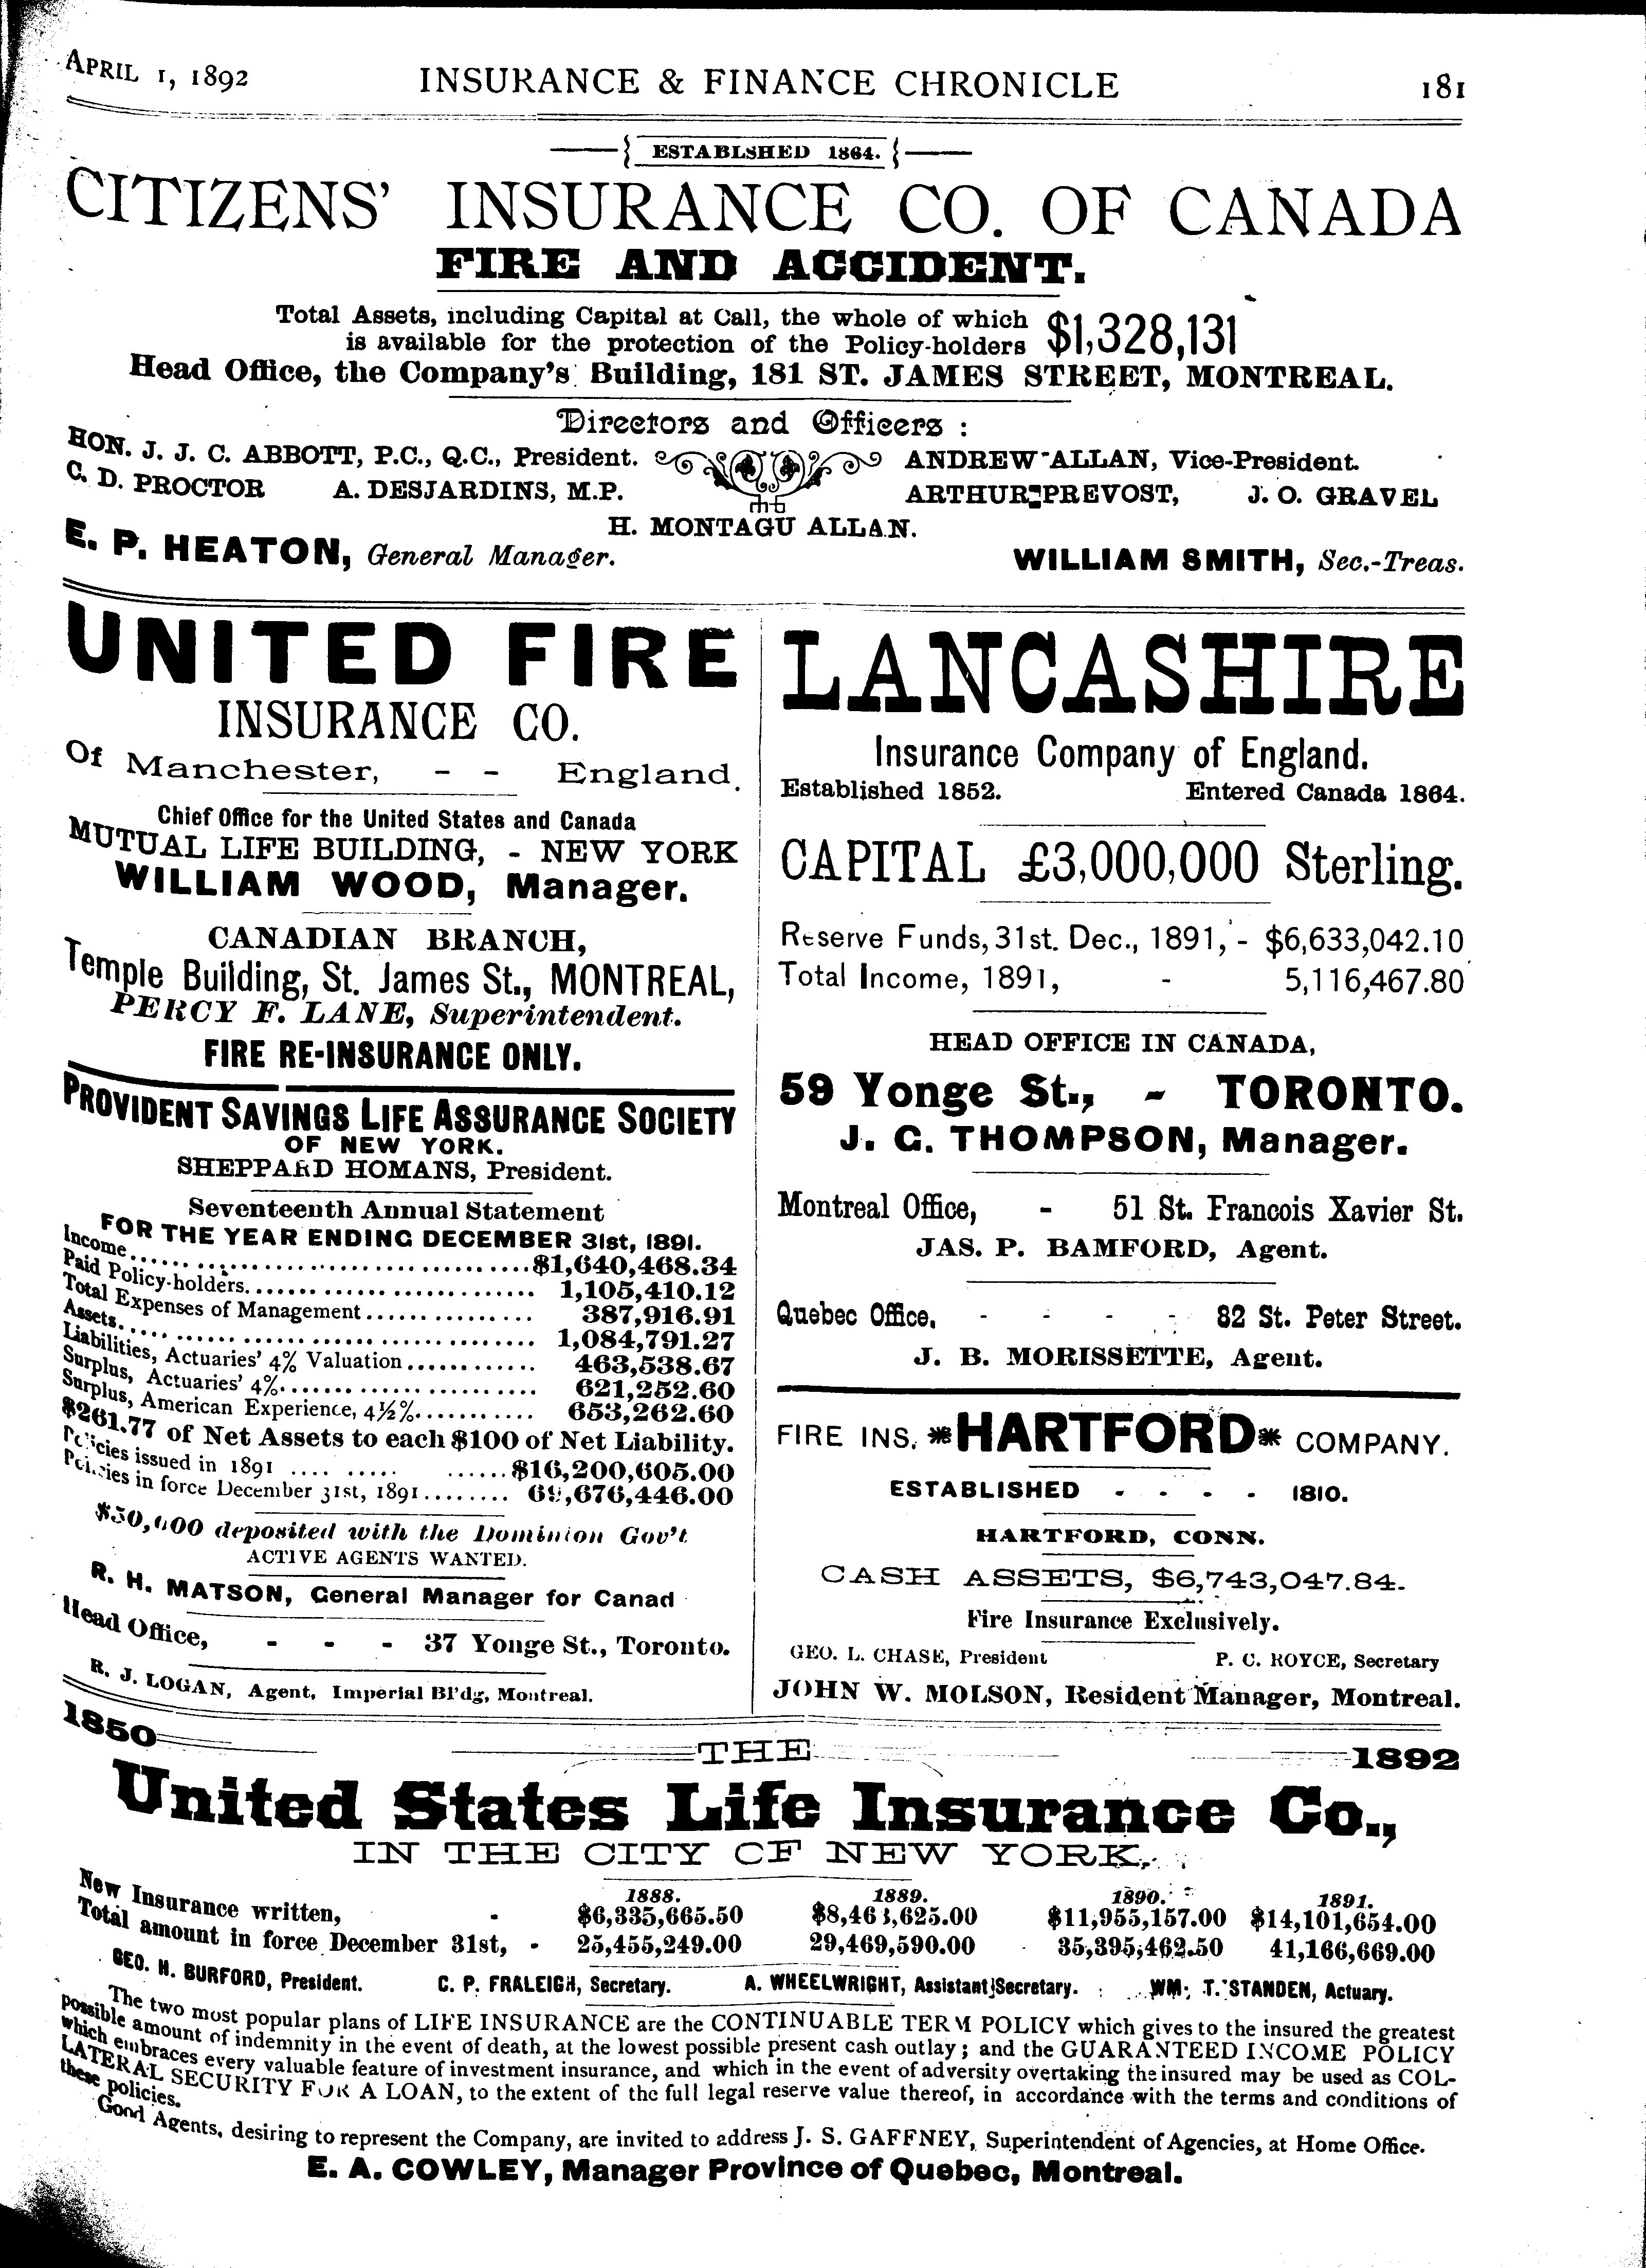 APRIL 1, 1892 INSURANCE & FINANCE CHRONICLE 181
ESTABLSHED 1864.
CITIZENS' INSURANCE CO. OF CANADA
FIRE AND ACCIDENT.
Total Assets, including Capital at Call, the whole of which
is available for the protection of the Policy-holders $1,328,131
Head Office, the Company's Building, 181 ST. JAMES STREET, MONTREAL.
Directors and Officers :
HON. J. J. C. ABBOTT, P.C., Q.C., President. ANDREW ALLAN, Vice-President.
C. D. PROCTOR A. DESJARDINS, M.P. ARTHUR PREVOST, J. O. GRAVEL
H. MONTAGU ALLAN.
E. P. HEATON, General Manager. WILLIAM SMITH, Sec.-Treas.
UNITED FIRE
INSURANCE CO.
Of Manchester, - - England.
Chief Office for the United States and Canada
MUTUAL LIFE BUILDING, - NEW YORK
WILLIAM WOOD, Manager.
CANADIAN BRANCH,
Temple Building, St. James St., MONTREAL,
PERCY F. LANE, Superintendent.
FIRE RE-INSURANCE ONLY.
PROVIDENT SAVINGS LIFE ASSURANCE SOCIETY
OF NEW YORK.
SHEPPARD HOMANS, President.
Seventeenth Annual Statement
FOR THE YEAR ENDING DECEMBER 31st, 1891.
Income........................................$1,640,468.34
Paid Policy-holders............................ 1,105,410.12
Total Expenses of Management............... 387,916.91
Assets........................................ 1,084,791.27
Liabilities, Actuaries' 4% Valuation............ 463,538.67
Surplus, Actuaries' 4%........................ 621,252.60
Surplus, American Experience, 4½%........... 653,262.60
$261.77 of Net Assets to each $100 of Net Liability.
Policies issued in 1891 .... ..... ......$16,200,605.00
Policies in force December 31st, 1891........ 69,676,446.00
$50,000 deposited with the Dominion Gov't
ACTIVE AGENTS WANTED.
R. H. MATSON, General Manager for Canad
Head Office, - - - 37 Yonge St., Toronto.
R. J. LOGAN, Agent, Imperial Bl'dg, Montreal.
LANCASHIRE
Insurance Company of England.
Established 1852. Entered Canada 1864.
CAPITAL £3,000,000 Sterling.
Reserve Funds, 31st. Dec., 1891, - $6,633,042.10
Total Income, 1891, - 5,116,467.80
HEAD OFFICE IN CANADA,
59 Yonge St., - TORONTO.
J. G. THOMPSON, Manager.
Montreal Office, - 51 St. Francois Xavier St.
JAS. P. BAMFORD, Agent.
Quebec Office, - - - - 82 St. Peter Street.
J. B. MORISSETTE, Agent.
FIRE INS. *HARTFORD* COMPANY.
ESTABLISHED - - - - 1810.
HARTFORD, CONN.
CASH ASSETS, $6,743,047.84.
Fire Insurance Exclusively.
GEO. L. CHASE, President P. C. ROYCE, Secretary
JOHN W. MOLSON, Resident Manager, Montreal.
1850 THE 1892
United States Life Insurance Co.,
IN THE CITY OF NEW YORK,
1888. 1889. 1890. 1891.
New Insurance written, - $6,335,665.50 $8,463,625.00 $11,955,157.00 $14,101,654.00
Total amount in force December 31st, - 25,455,249.00 29,469,590.00 35,395,462.50 41,166,669.00
GEO. H. BURFORD, President. C. P. FRALEIGH, Secretary. A. WHEELWRIGHT, Assistant Secretary. WM. T. STANDEN, Actuary.
The two most popular plans of LIFE INSURANCE are the CONTINUABLE TERM POLICY which gives to the insured the greatest
possible amount of indemnity in the event of death, at the lowest possible present cash outlay; and the GUARANTEED INCOME POLICY
which embraces every valuable feature of investment insurance, and which in the event of adversity overtaking the insured may be used as COL-
LATERAL SECURITY FOR A LOAN, to the extent of the full legal reserve value thereof, in accordance with the terms and conditions of
these policies.
Good Agents, desiring to represent the Company, are invited to address J. S. GAFFNEY, Superintendent of Agencies, at Home Office.
E. A. COWLEY, Manager Province of Quebec, Montreal.